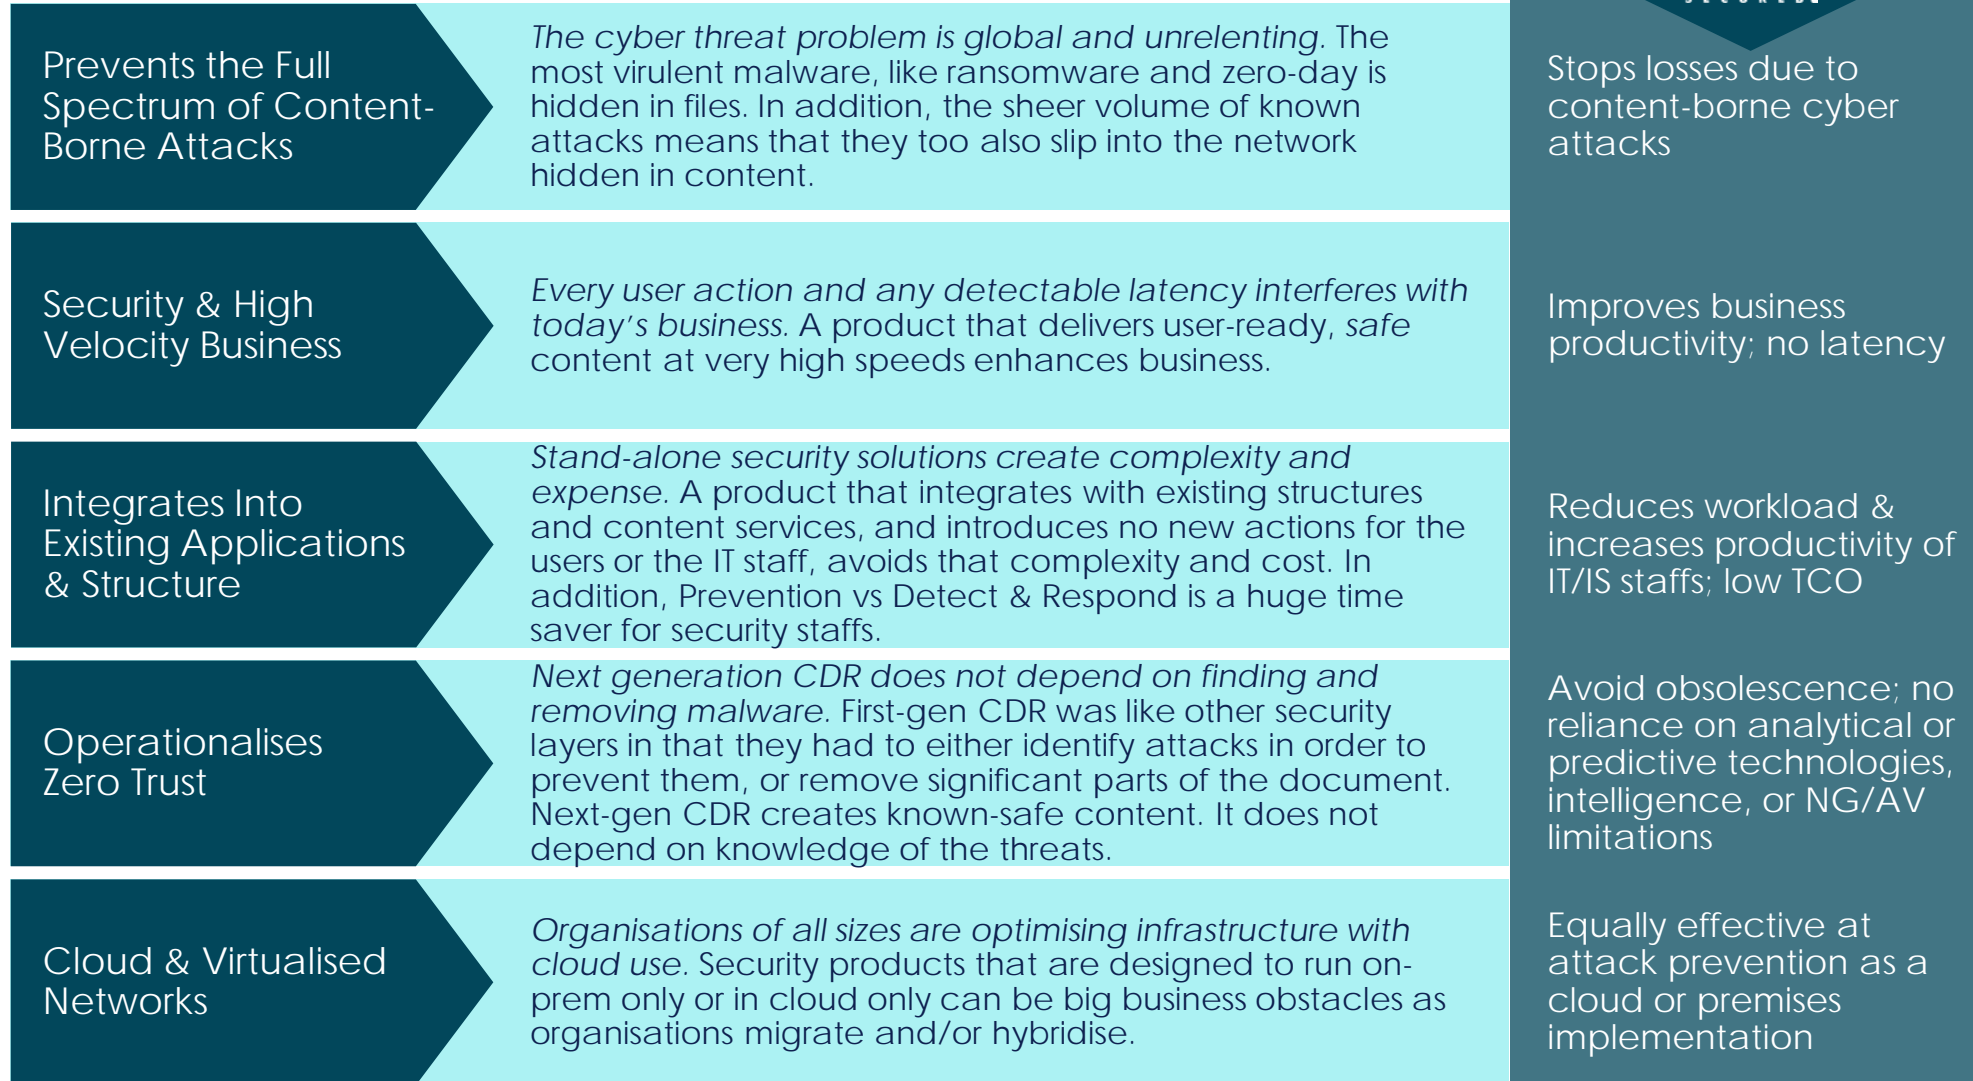 SECURED
Prevents the Full
Spectrum of Content-
Borne Attacks
The cyber threat problem is global and unrelenting. The
most virulent malware, like ransomware and zero-day is
hidden in files. In addition, the sheer volume of known
attacks means that they too also slip into the network
hidden in content.
Stops losses due to
content-borne cyber
attacks
Security & High
Velocity Business
Every user action and any detectable latency interferes with
today's business. A product that delivers user-ready, safe
content at very high speeds enhances business.
Improves business
productivity; no latency
Integrates Into
Existing Applications
& Structure
Stand-alone security solutions create complexity and
expense. A product that integrates with existing structures
and content services, and introduces no new actions for the
users or the IT staff, avoids that complexity and cost. In
addition, Prevention vs Detect & Respond is a huge time
saver for security staffs.
Reduces workload &
increases productivity of
IT/IS staffs; low TCO
Operationalises
Zero Trust
Next generation CDR does not depend on finding and
removing malware. First-gen CDR was like other security
layers in that they had to either identify attacks in order to
prevent them, or remove significant parts of the document.
Next-gen CDR creates known-safe content. It does not
depend on knowledge of the threats.
Avoid obsolescence; no
reliance on analytical or
predictive technologies,
intelligence, or NG/AV
limitations
Cloud & Virtualised
Networks
Organisations of all sizes are optimising infrastructure with
cloud use. Security products that are designed to run on-
prem only or in cloud only can be big business obstacles as
organisations migrate and/or hybridise.
Equally effective at
attack prevention as a
cloud or premises
implementation